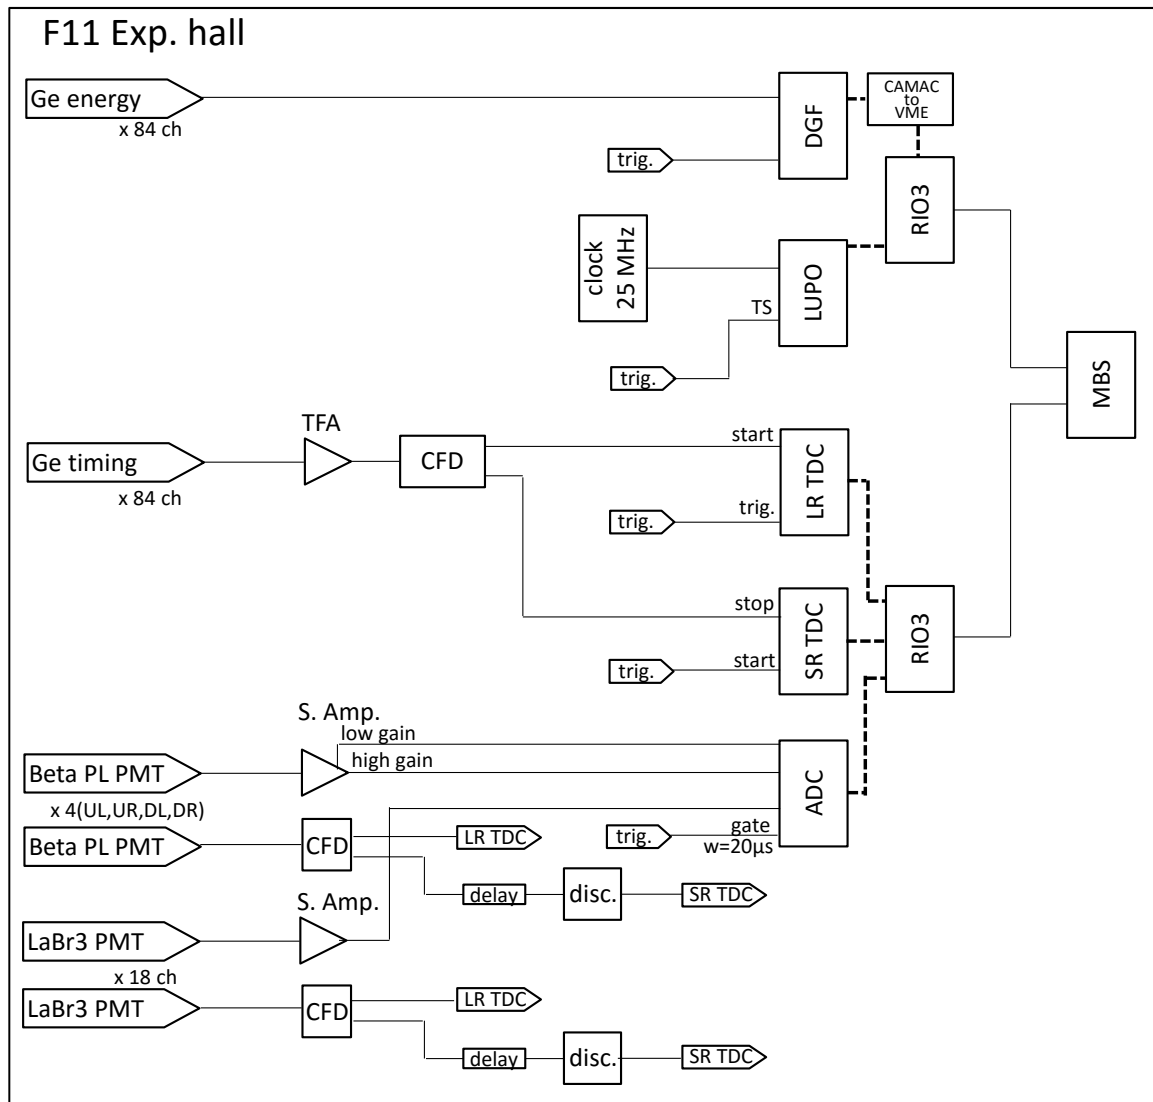 F11 Exp. hall
Ge energy
x 84 ch
trig.
DGF
CAMAC
to
VME
RIO3
clock
25 MHz
TS
trig.
LUPO
MBS
TFA
Ge timing
x 84 ch
CFD
start
trig.
trig.
LR TDC
stop
start
trig.
SR TDC
RIO3
S. Amp.
low gain
high gain
Beta PL PMT
x 4(UL,UR,DL,DR)
Beta PL PMT
CFD
LR TDC
trig.
gate
w=20µs
ADC
delay
disc.
SR TDC
S. Amp.
LaBr3 PMT
x 18 ch
LaBr3 PMT
CFD
LR TDC
delay
disc.
SR TDC